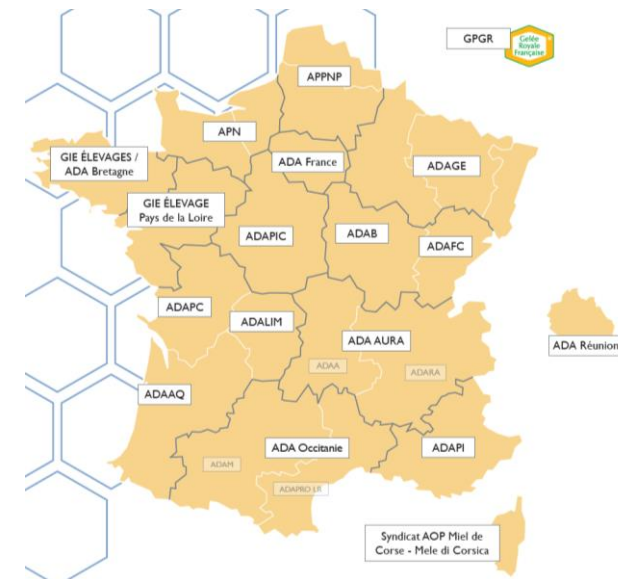 GPGR
Gelée
Royale
Française
APPNP
APN
ADA France
GIE ÉLEVAGES /
ADA Bretagne
ADAGE
GIE ÉLEVAGE
Pays de la Loire
ADAPIC
ADAB
ADAFC
ADAPC
ADALIM
ADA AURA
ADA Réunion
ADAA
ADARA
ADAAQ
ADA Occitanie
ADAPI
ADAM
ADAPRO LR
Syndicat AOP Miel de
Corse - Mele di Corsica